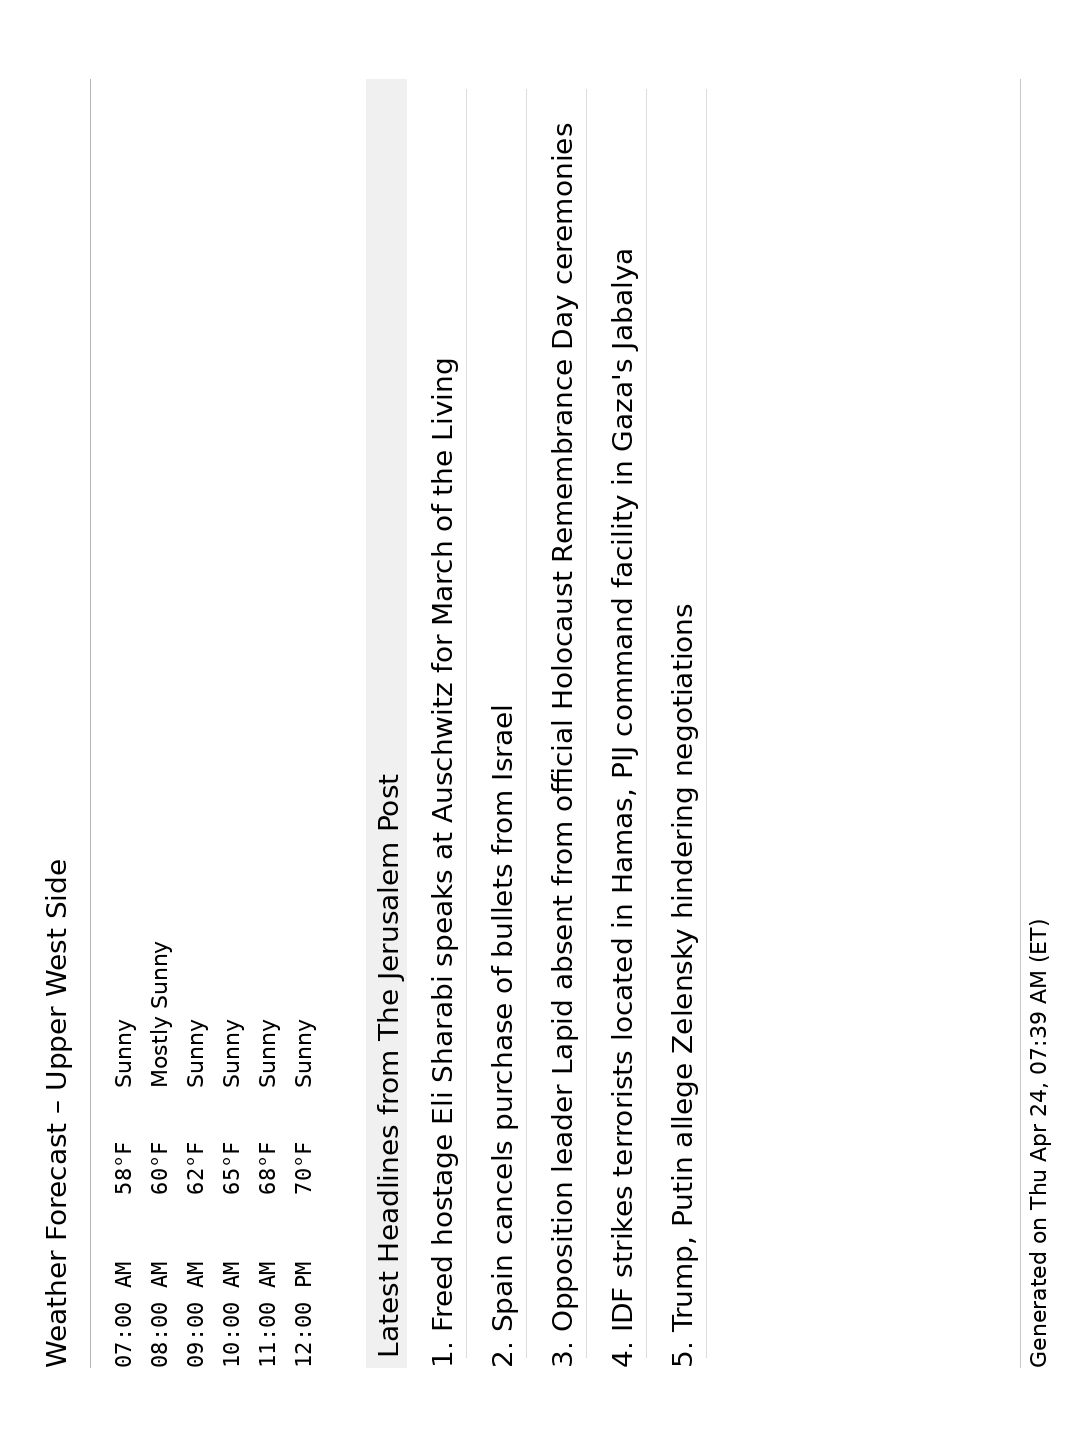 Weather Forecast – Upper West Side
07:00 AM 58°F Sunny
08:00 AM 60°F Mostly Sunny
09:00 AM 62°F Sunny
10:00 AM 65°F Sunny
11:00 AM 68°F Sunny
12:00 PM 70°F Sunny
Latest Headlines from The Jerusalem Post
1. Freed hostage Eli Sharabi speaks at Auschwitz for March of the Living
2. Spain cancels purchase of bullets from Israel
3. Opposition leader Lapid absent from official Holocaust Remembrance Day ceremonies
4. IDF strikes terrorists located in Hamas, PIJ command facility in Gaza's Jabalya
5. Trump, Putin allege Zelensky hindering negotiations
Generated on Thu Apr 24, 07:39 AM (ET)